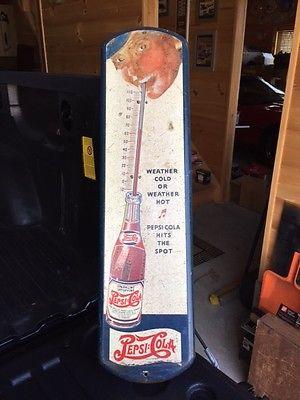 WEATHER
COLD
OR
WEATHER
HOT
PEPSI-COLA
HITS
THE
SPOT
PEPSI-COLA
PEPSI-COLA